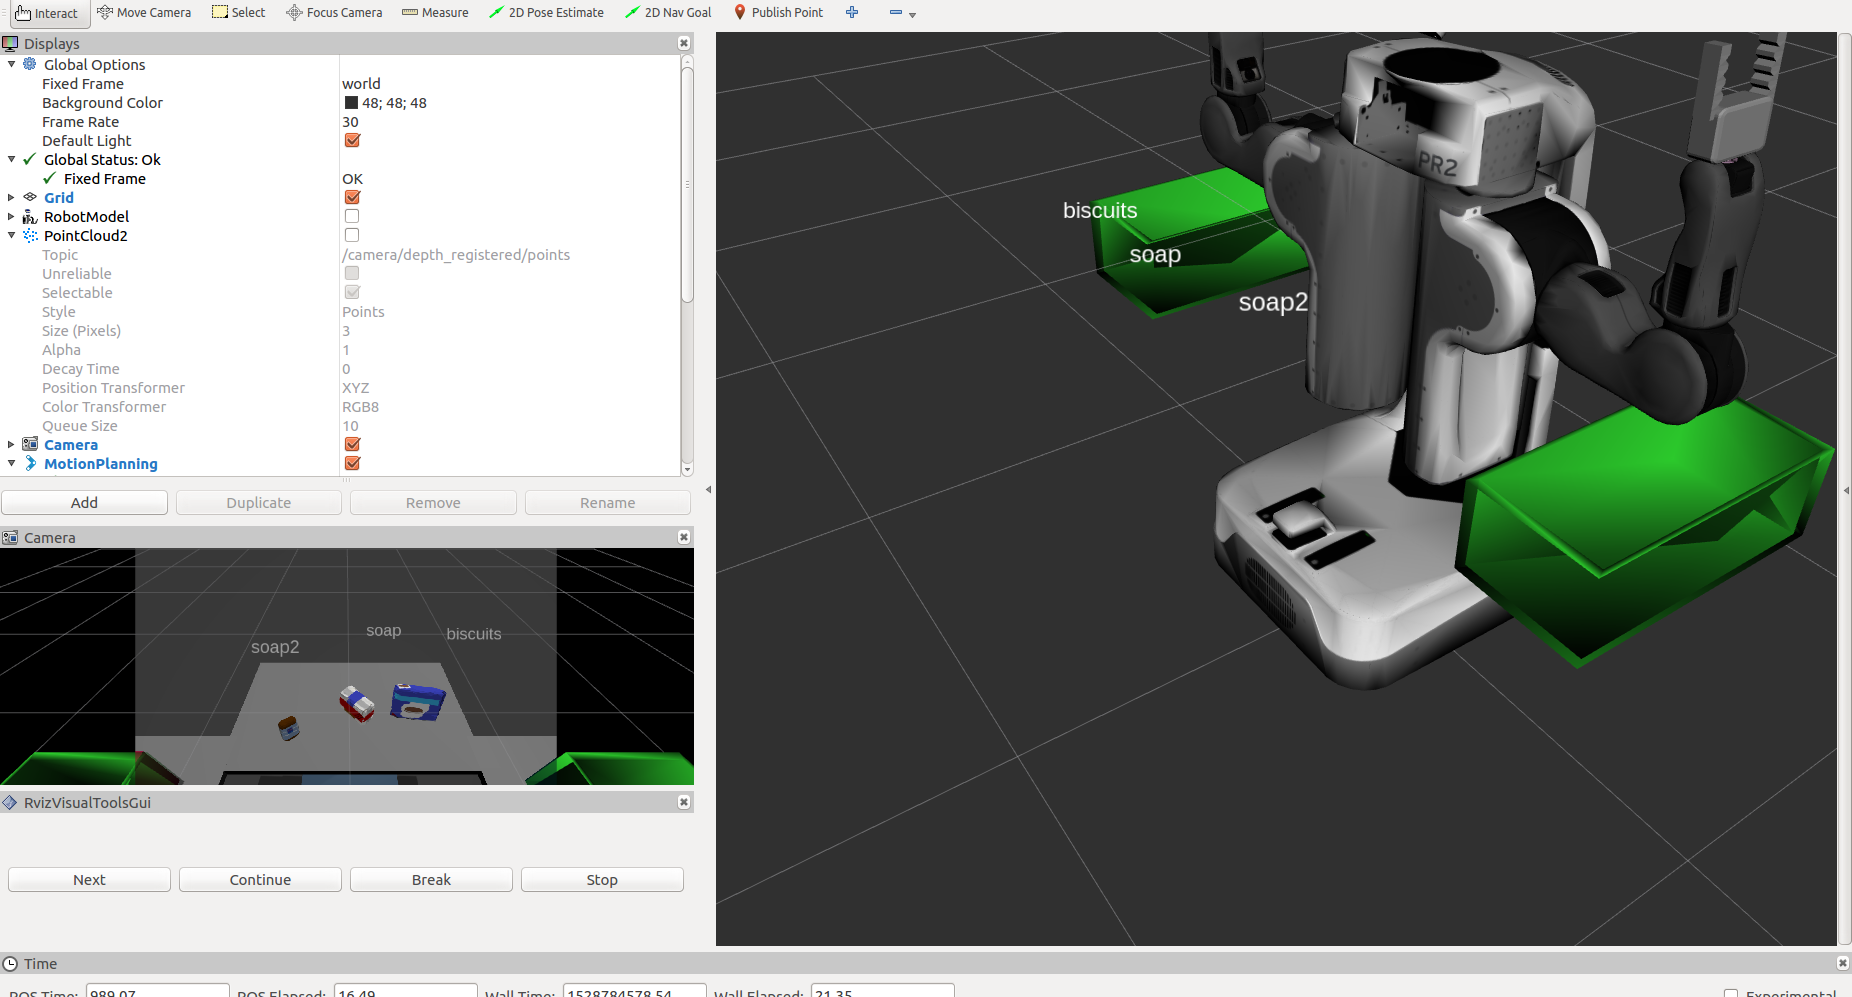 Interact Move Camera Select Focus Camera Measure 2D Pose Estimate 2D Nav Goal Publish Point
Displays
Global Options
Fixed Frame world
Background Color 48; 48; 48
Frame Rate 30
Default Light
Global Status: Ok
Fixed Frame OK
Grid
RobotModel
PointCloud2
Topic /camera/depth_registered/points
Unreliable
Selectable
Style Points
Size (Pixels) 3
Alpha 1
Decay Time 0
Position Transformer XYZ
Color Transformer RGB8
Queue Size 10
Camera
MotionPlanning
Add Duplicate Remove Rename
Camera
soap2 soap biscuits
RvizVisualToolsGui
Next Continue Break Stop
PR2
biscuits
soap
soap2
Time
ROS Time: 989.07 ROS Elapsed: 16.49 Wall Time: 1528784578.54 Wall Elapsed: 21.35 Experimental